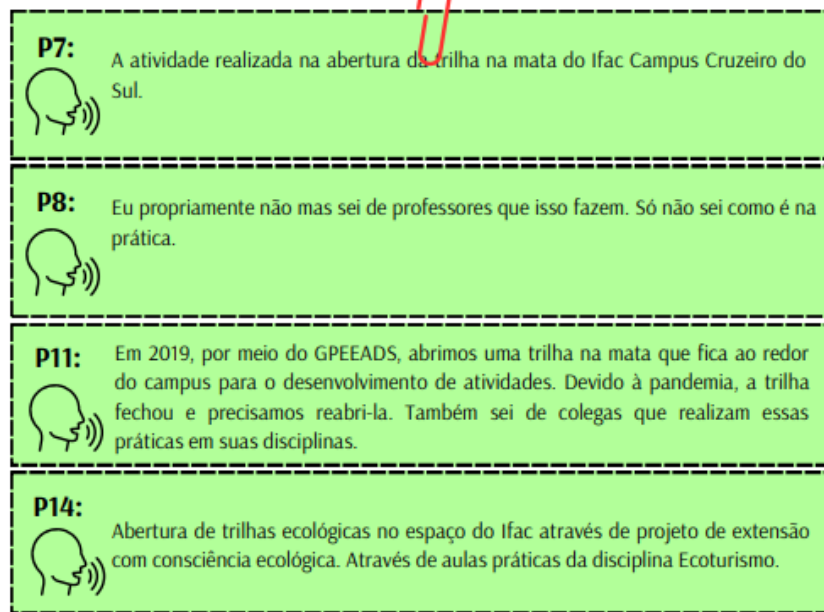 P7:
A atividade realizada na abertura da trilha na mata do Ifac Campus Cruzeiro do
Sul.
P8:
Eu propriamente não mas sei de professores que isso fazem. Só não sei como é na
prática.
P11:
Em 2019, por meio do GPEEADS, abrimos uma trilha na mata que fica ao redor
do campus para o desenvolvimento de atividades. Devido à pandemia, a trilha
fechou e precisamos reabri-la. Também sei de colegas que realizam essas
práticas em suas disciplinas.
P14:
Abertura de trilhas ecológicas no espaço do Ifac através de projeto de extensão
com consciência ecológica. Através de aulas práticas da disciplina Ecoturismo.